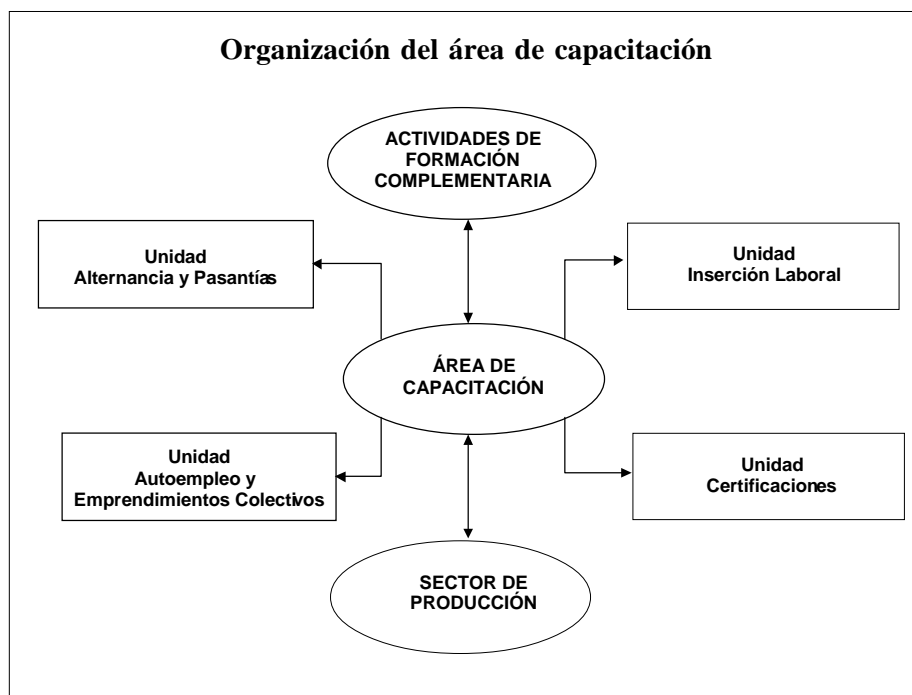 Organización del área de capacitación
ACTIVIDADES DE
FORMACIÓN
COMPLEMENTARIA
Unidad
Alternancia y Pasantías
Unidad
Inserción Laboral
ÁREA DE
CAPACITACIÓN
Unidad
Autoempleo y
Emprendimientos Colectivos
Unidad
Certificaciones
SECTOR DE
PRODUCCIÓN